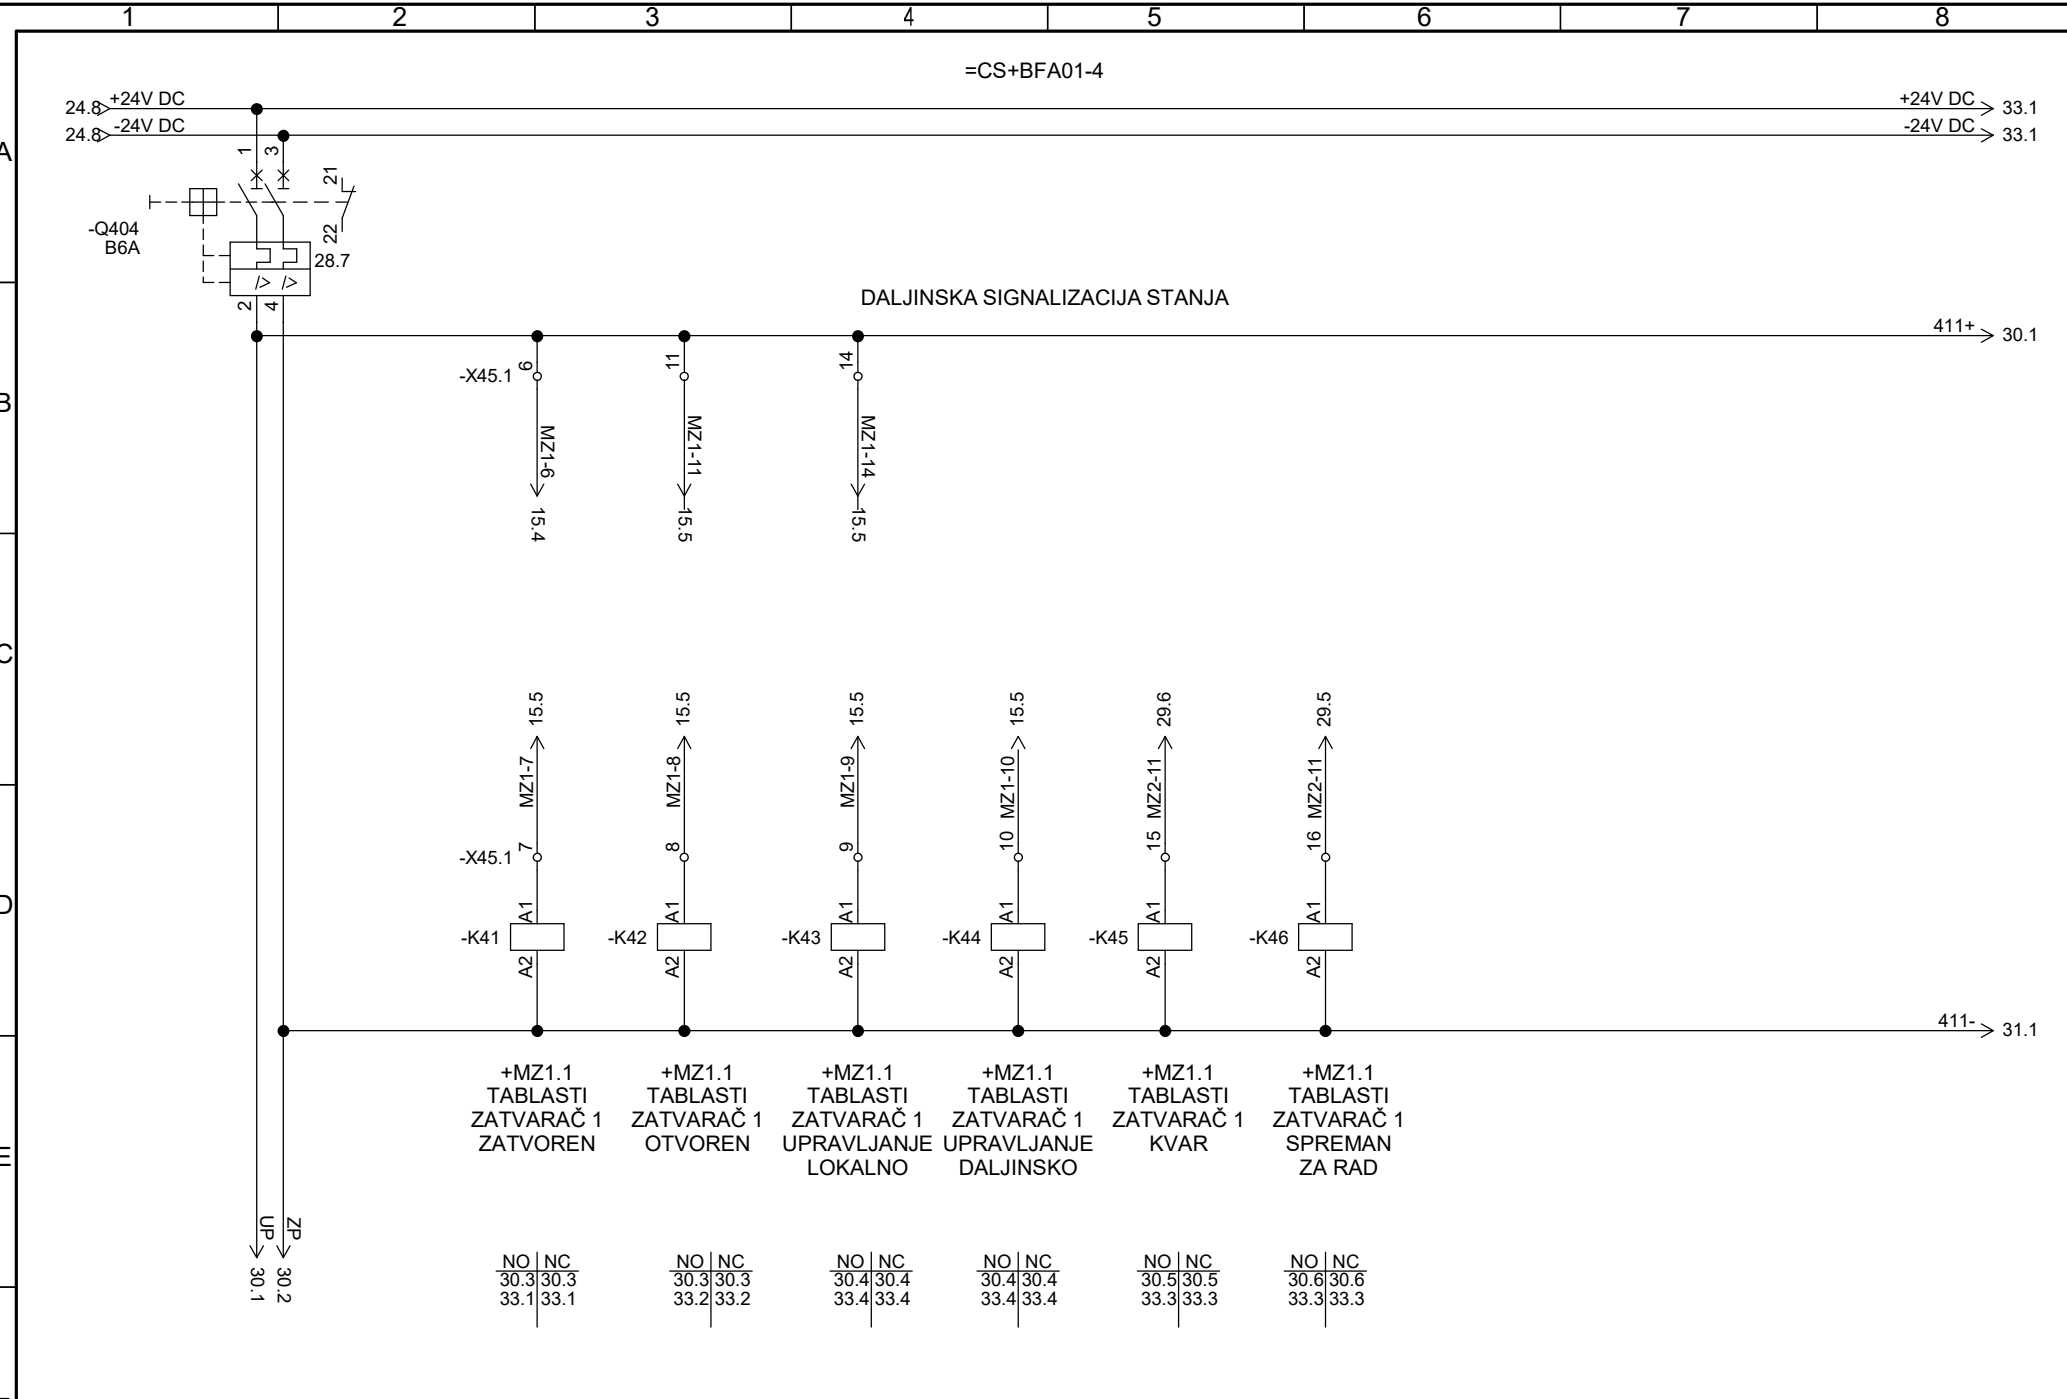 1 2 3 4 5 6 7 8
=CS+BFA01-4
24.8 +24V DC +24V DC 33.1
24.8 -24V DC -24V DC 33.1
A
1 3 21
-Q404
B6A
22
28.7
2 4
DALJINSKA SIGNALIZACIJA STANJA
411+ 30.1
-X45.1 6 11 14
B
MZ1-6 MZ1-11 MZ1-14
15.4 15.5 15.5
C
15.5 15.5 15.5 15.5 29.6 29.5
MZ1-7 MZ1-8 MZ1-9 MZ1-10 MZ2-11 MZ2-11
-X45.1 7 8 9 10 15 16
D
A1 A1 A1 A1 A1 A1
-K41 -K42 -K43 -K44 -K45 -K46
A2 A2 A2 A2 A2 A2
411- 31.1
+MZ1.1 +MZ1.1 +MZ1.1 +MZ1.1 +MZ1.1 +MZ1.1
TABLASTI TABLASTI TABLASTI TABLASTI TABLASTI TABLASTI
ZATVARAČ 1 ZATVARAČ 1 ZATVARAČ 1 ZATVARAČ 1 ZATVARAČ 1 ZATVARAČ 1
ZATVOREN OTVOREN UPRAVLJANJE UPRAVLJANJE KVAR SPREMAN
LOKALNO DALJINSKO ZA RAD
E
UP ZP
30.1 30.2
NO NC NO NC NO NC NO NC NO NC NO NC
30.3 30.3 30.3 30.3 30.4 30.4 30.4 30.4 30.5 30.5 30.6 30.6
33.1 33.1 33.2 33.2 33.4 33.4 33.4 33.4 33.3 33.3 33.3 33.3